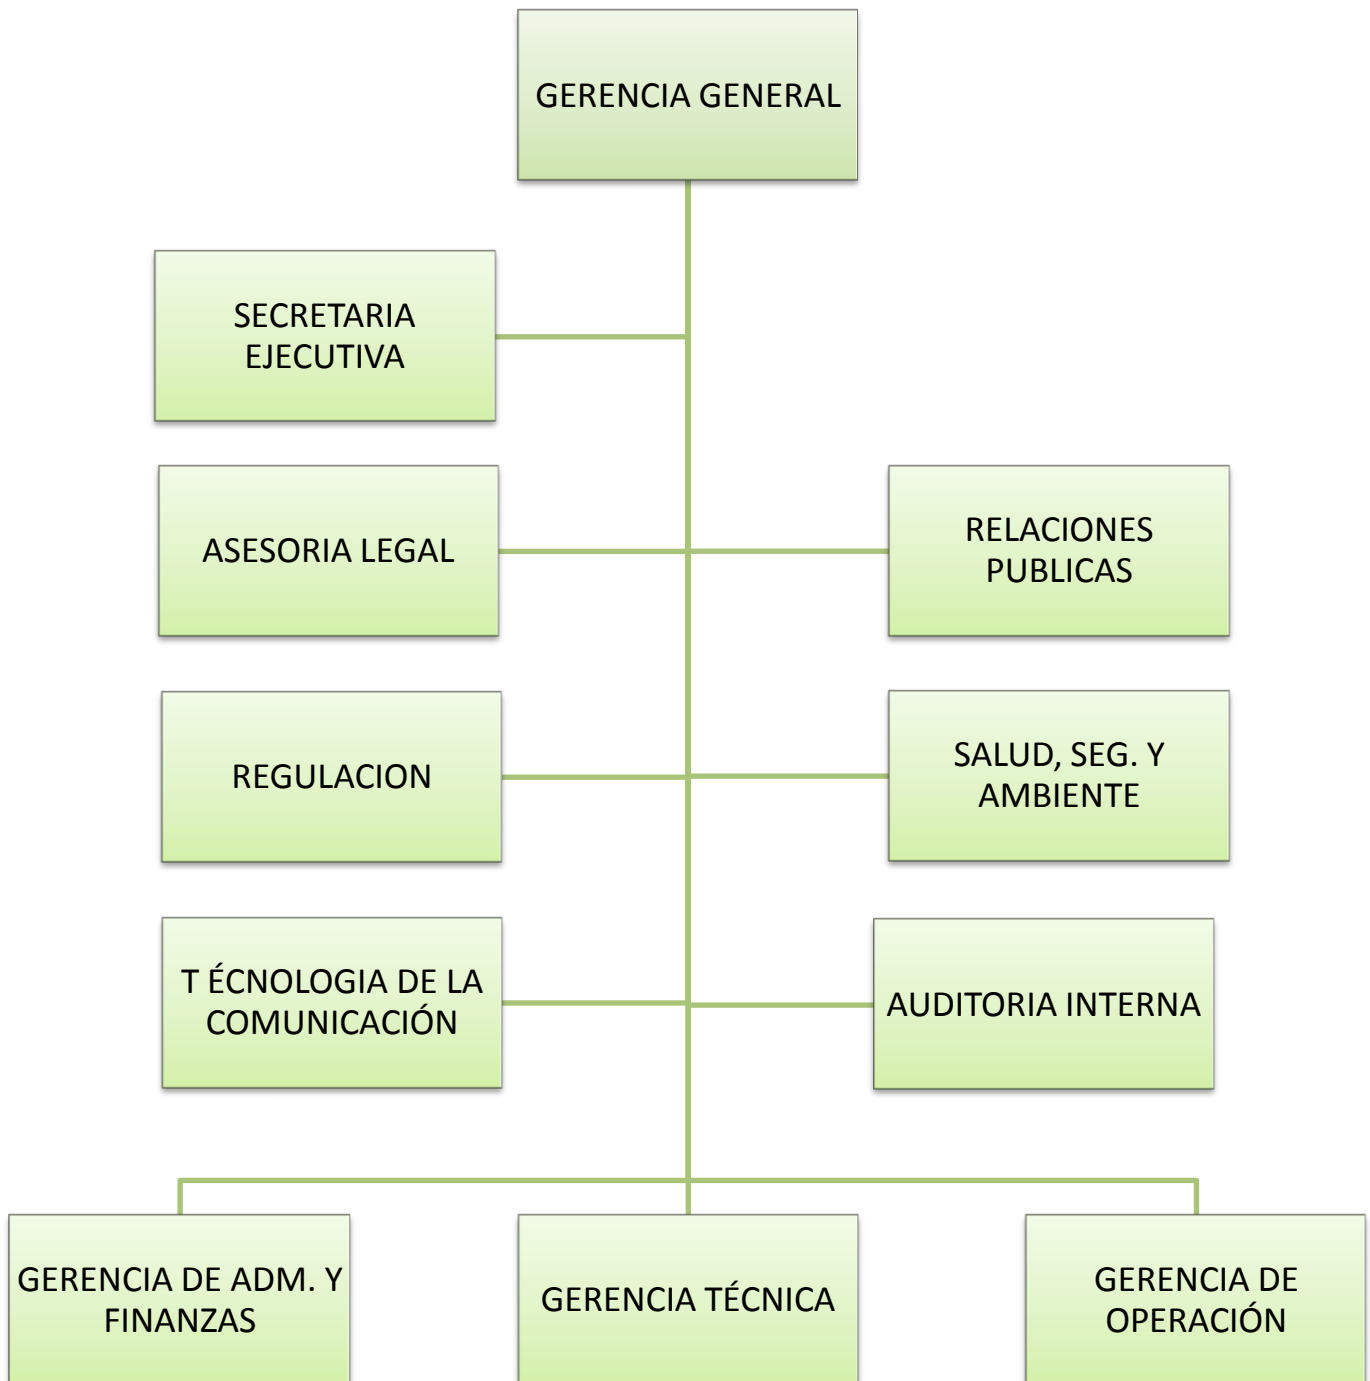 GERENCIA GENERAL
SECRETARIA
EJECUTIVA
ASESORIA LEGAL
RELACIONES
PUBLICAS
REGULACION
SALUD, SEG. Y
AMBIENTE
T ÉCNOLOGIA DE LA
COMUNICACIÓN
AUDITORIA INTERNA
GERENCIA DE ADM. Y
FINANZAS
GERENCIA TÉCNICA
GERENCIA DE
OPERACIÓN